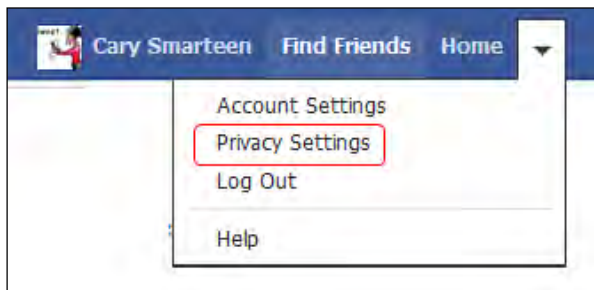 Cary Smarteen Find Friends Home
Account Settings
Privacy Settings
Log Out
Help